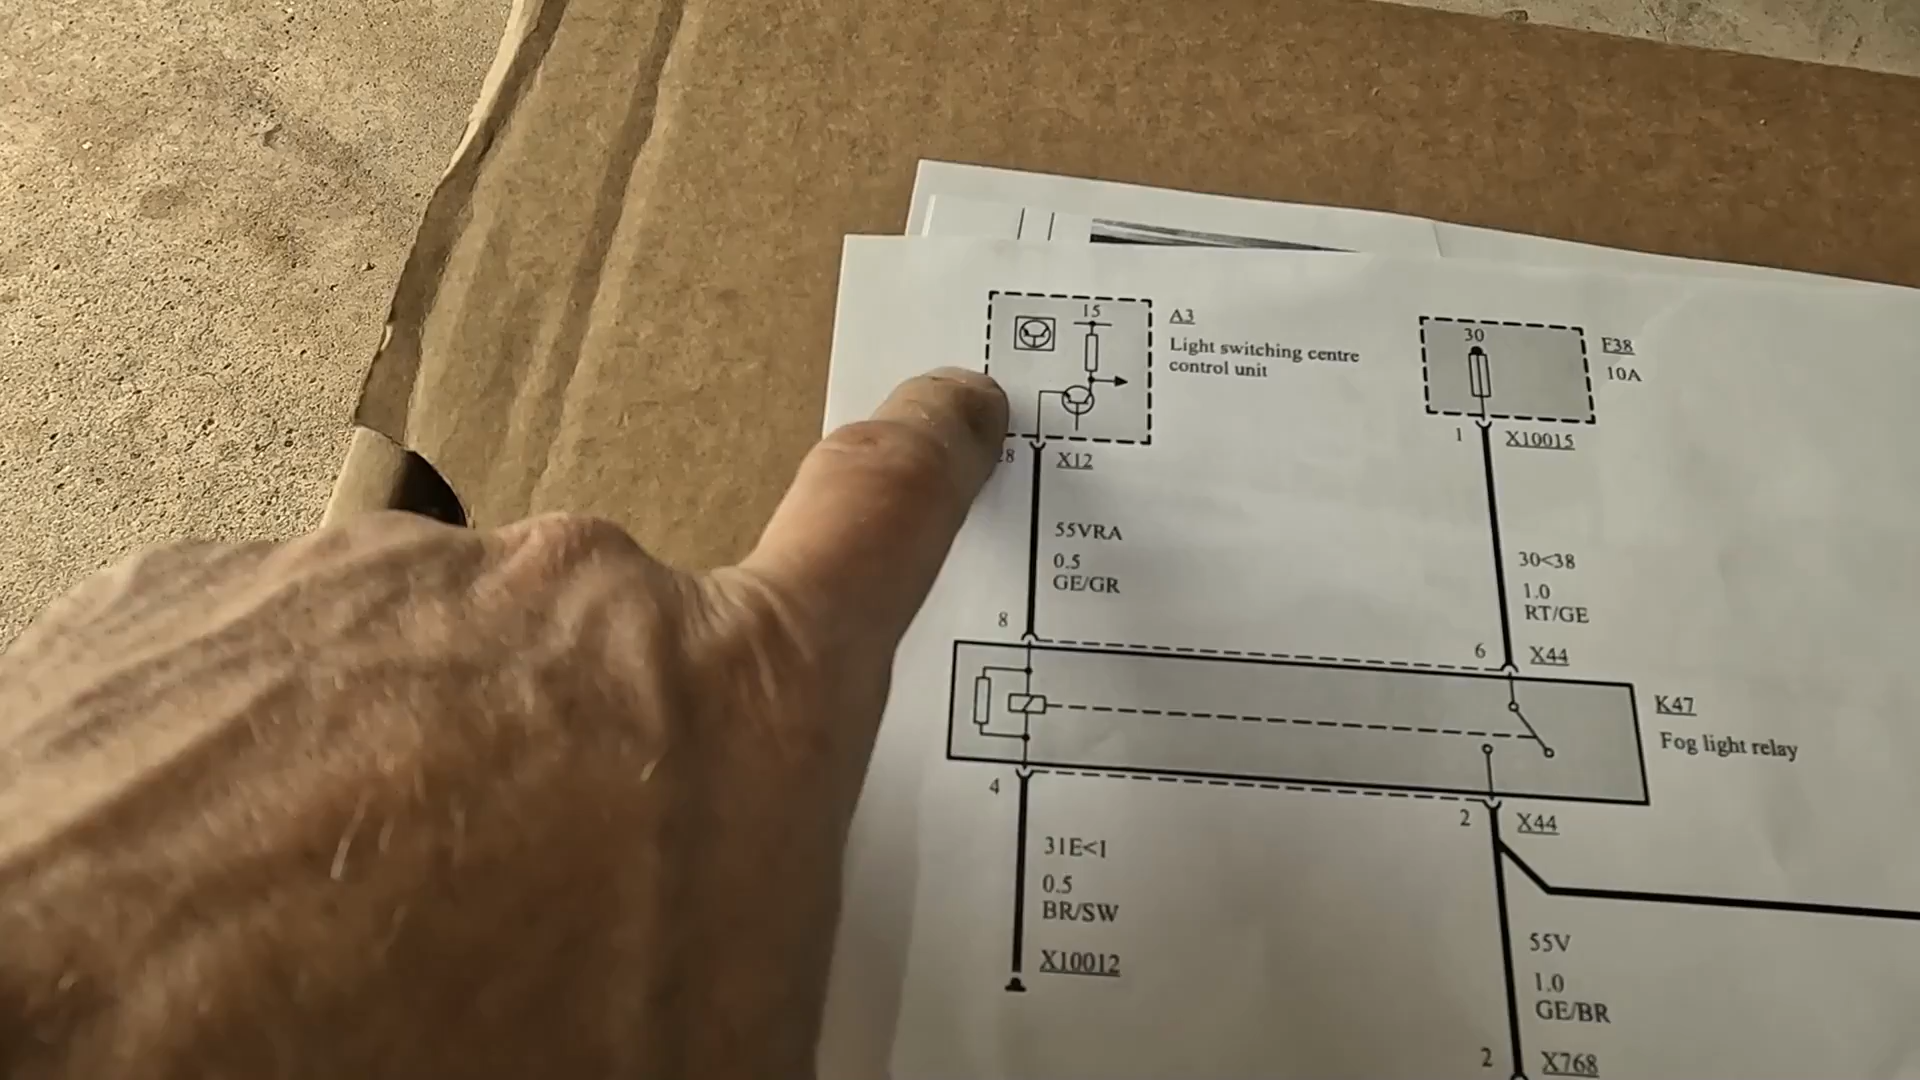 15
A3
Light switching centre
control unit
28
X12
55VRA
0.5
GE/GR
8
30
F38
10A
1
X10015
30<38
1.0
RT/GE
6
X44
K47
Fog light relay
4
31E<1
0.5
BR/SW
X10012
2
X44
55V
1.0
GE/BR
2
X768